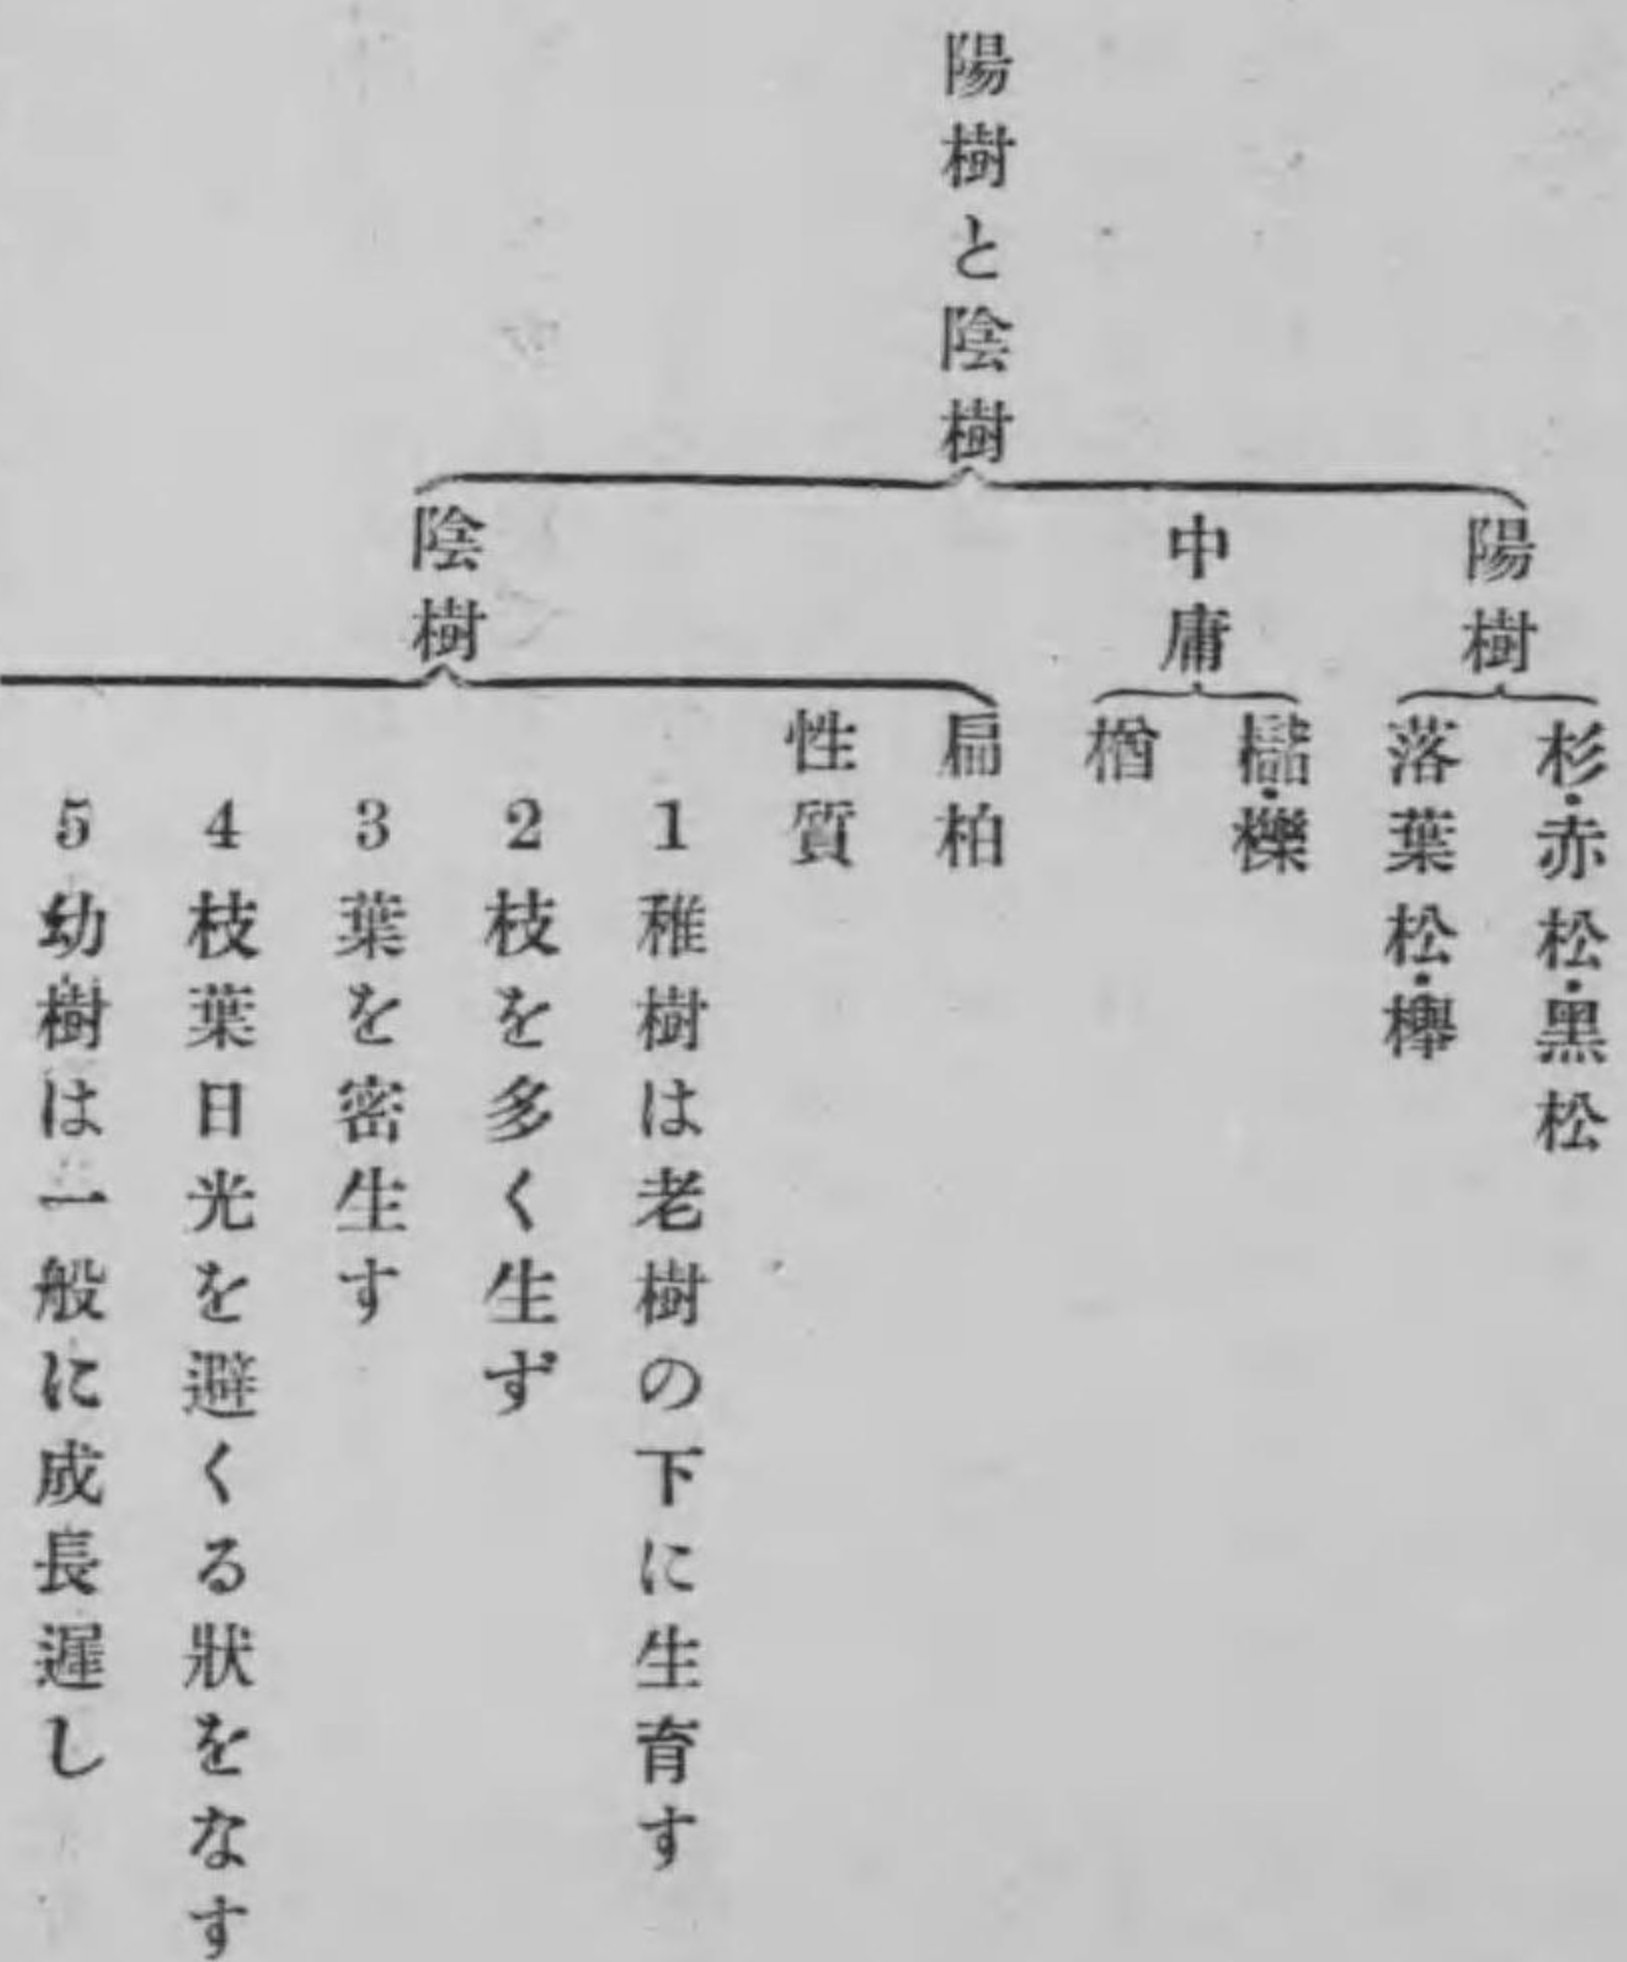 陽樹と陰樹
陽樹
杉・赤松・黒松
落葉松・欅
中庸
櫟
楢
陰樹
扁柏
性質
1 稚樹は老樹の下に生育す
2 枝を多く生ず
3 葉を密生す
4 枝葉日光を避くる狀をなす
5 幼樹は一般に成長遲し